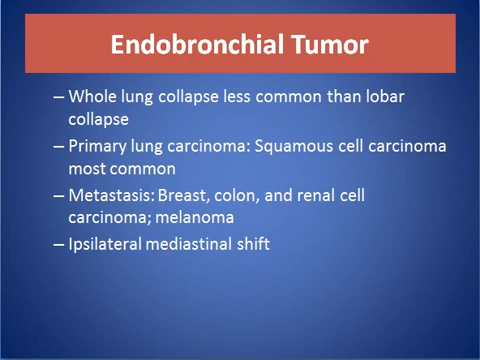 Endobronchial Tumor
– Whole lung collapse less common than lobar
collapse
– Primary lung carcinoma: Squamous cell carcinoma
most common
– Metastasis: Breast, colon, and renal cell
carcinoma; melanoma
– Ipsilateral mediastinal shift